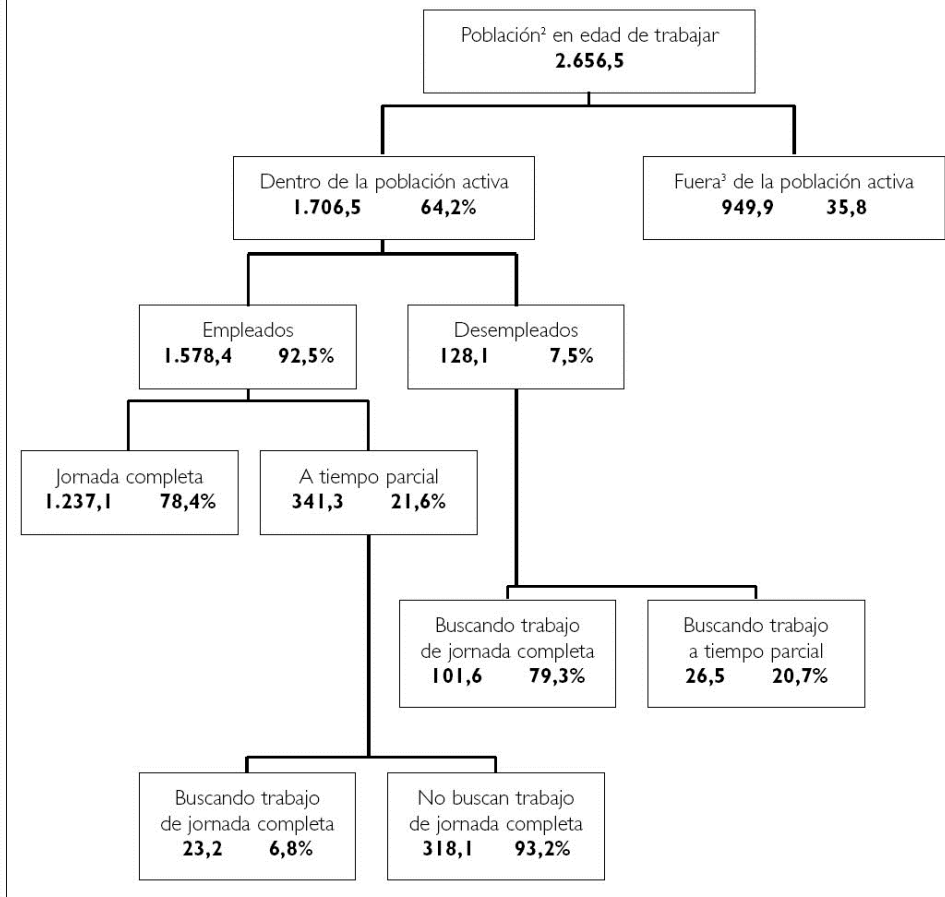 Población² en edad de trabajar
2.656,5
Dentro de la población activa
1.706,5 64,2%
Fuera³ de la población activa
949,9 35,8
Empleados
1.578,4 92,5%
Desempleados
128,1 7,5%
Jornada completa
1.237,1 78,4%
A tiempo parcial
341,3 21,6%
Buscando trabajo
de jornada completa
101,6 79,3%
Buscando trabajo
a tiempo parcial
26,5 20,7%
Buscando trabajo
de jornada completa
23,2 6,8%
No buscan trabajo
de jornada completa
318,1 93,2%